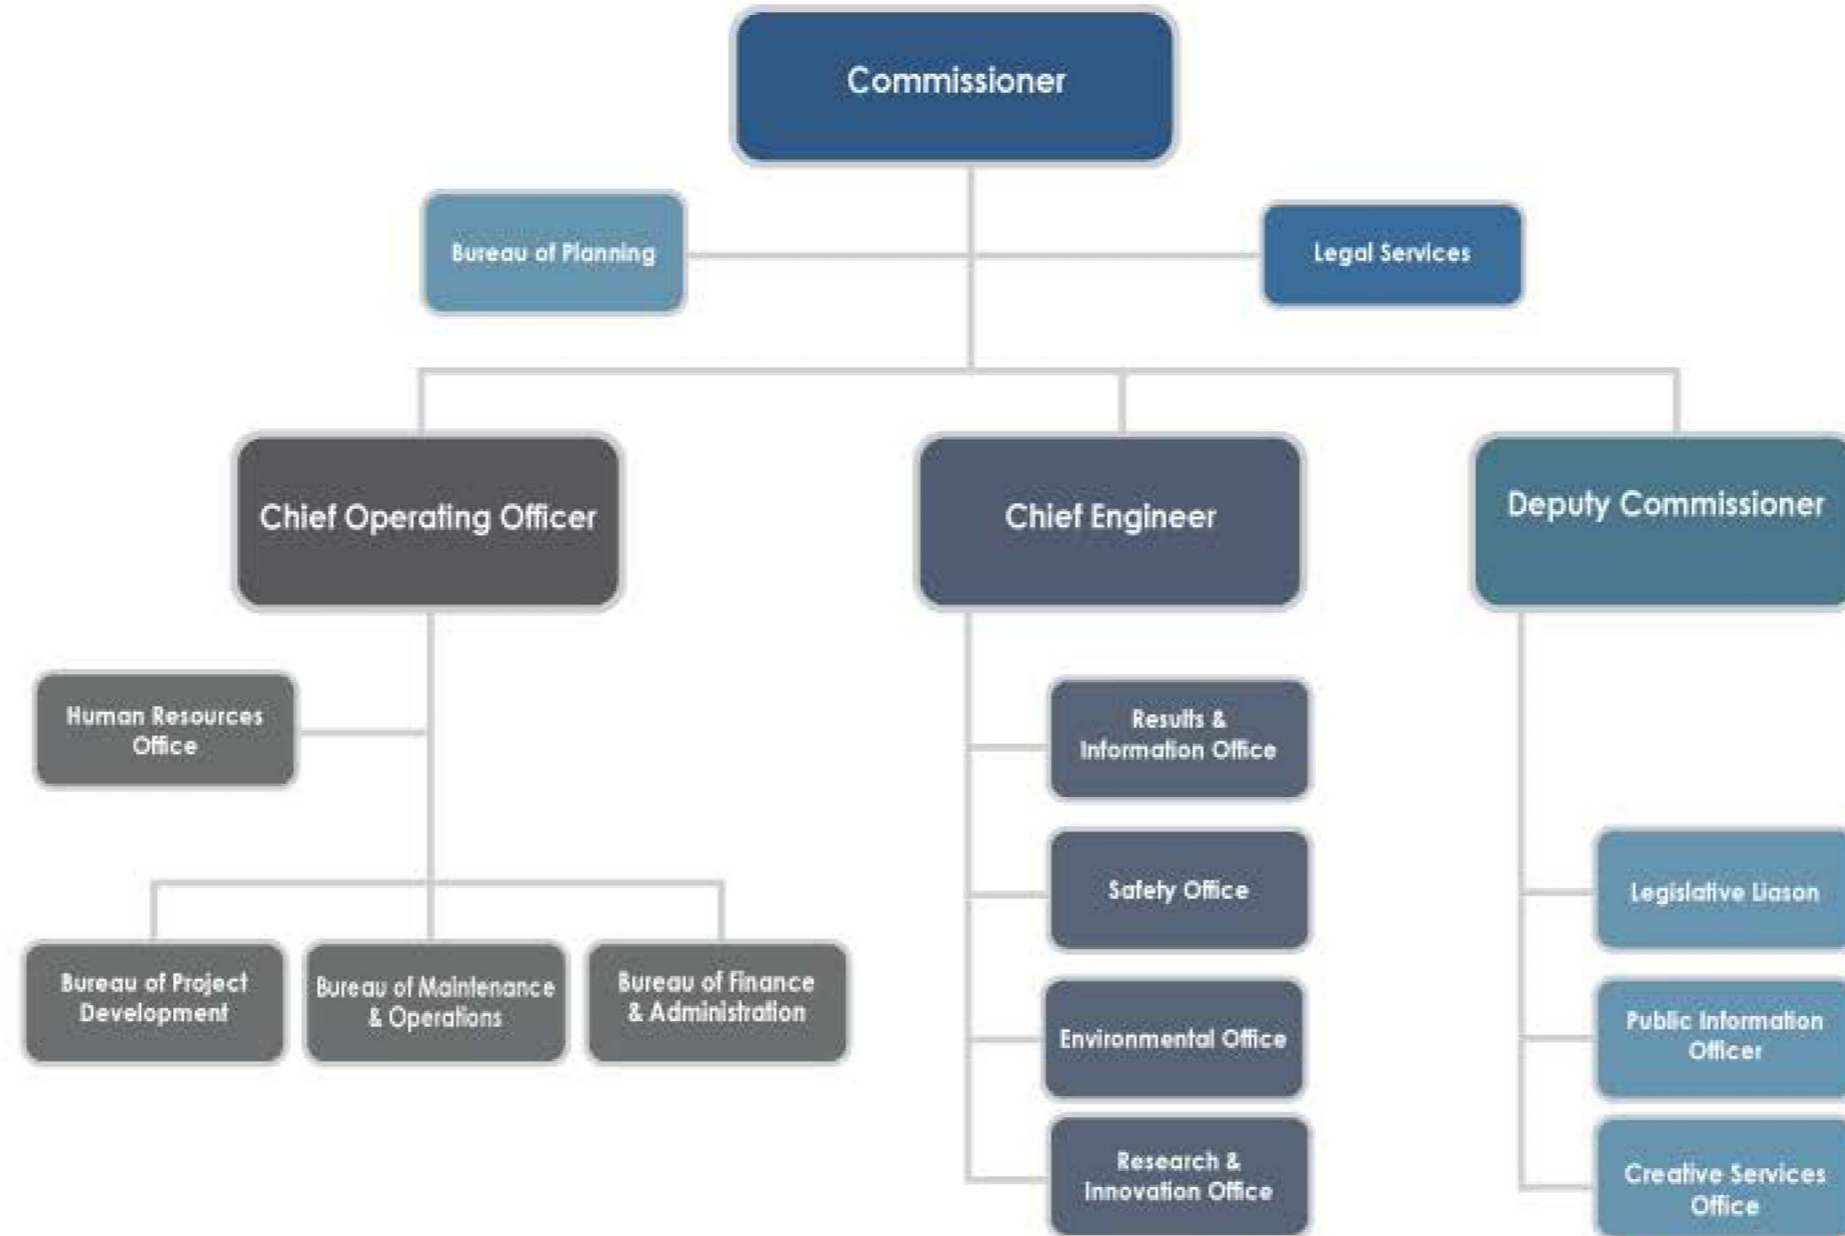 Commissioner
Bureau of Planning
Legal Services
Chief Operating Officer
Chief Engineer
Deputy Commissioner
Human Resources
Office
Results &
Information Office
Safety Office
Legislative Liason
Bureau of Project
Development
Bureau of Maintenance
& Operations
Bureau of Finance
& Administration
Environmental Office
Public Information
Officer
Research &
Innovation Office
Creative Services
Office